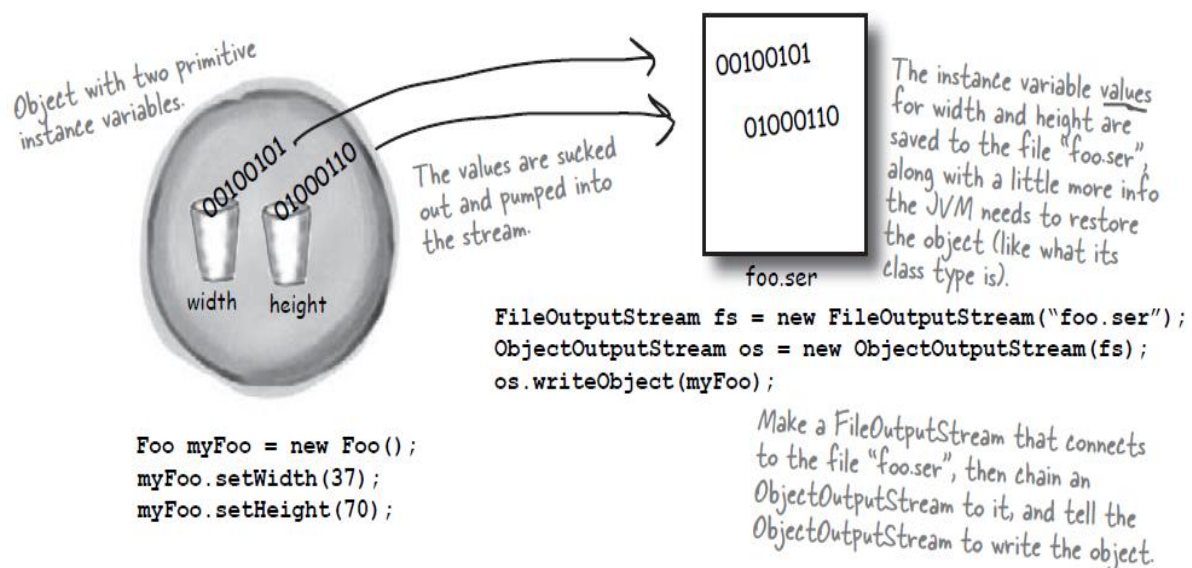 Object with two primitive
instance variables.
00100101
01000110
width
height
The values are sucked
out and pumped into
the stream.
00100101
01000110
foo.ser
The instance variable values
for width and height are
saved to the file “foo.ser”,
along with a little more info
the JVM needs to restore
the object (like what its
class type is).
Foo myFoo = new Foo();
myFoo.setWidth(37);
myFoo.setHeight(70);
FileOutputStream fs = new FileOutputStream(“foo.ser”);
ObjectOutputStream os = new ObjectOutputStream(fs);
os.writeObject(myFoo);
Make a FileOutputStream that connects
to the file “foo.ser”, then chain an
ObjectOutputStream to it, and tell the
ObjectOutputStream to write the object.